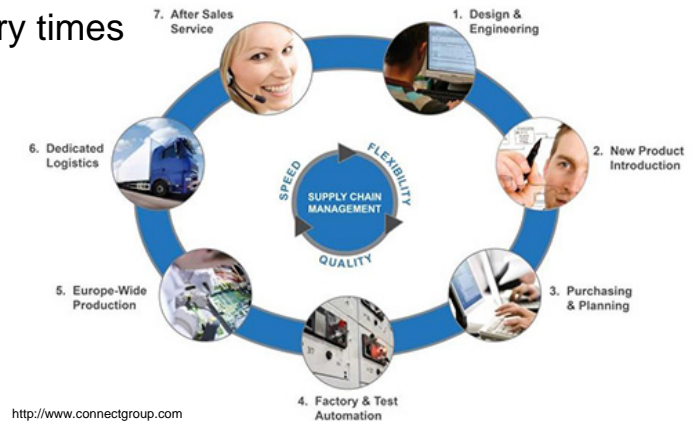 ry times
7. After Sales
Service
1. Design &
Engineering
2. New Product
Introduction
3. Purchasing
& Planning
4. Factory & Test
Automation
5. Europe-Wide
Production
6. Dedicated
Logistics
SPEED
FLEXIBILITY
QUALITY
SUPPLY CHAIN
MANAGEMENT
http://www.connectgroup.com